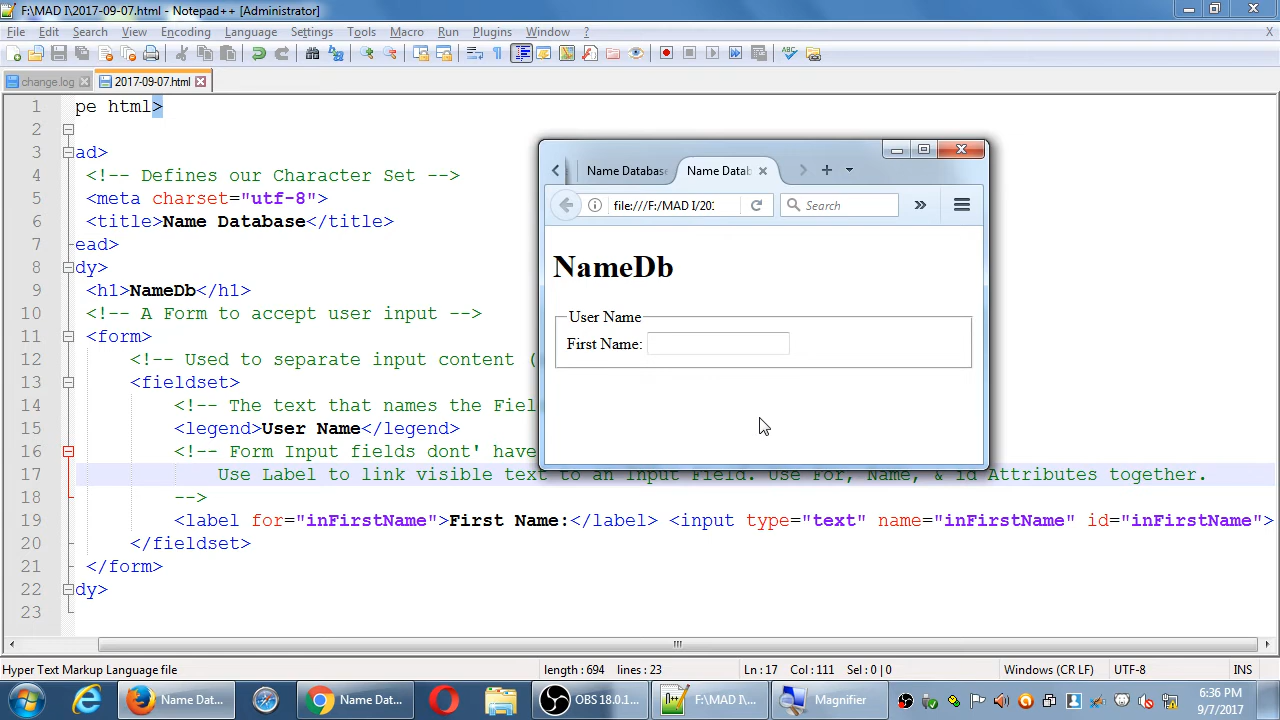 F:\MAD I\2017-09-07.html - Notepad++ [Administrator]
File Edit Search View Encoding Language Settings Tools Macro Run Plugins Window ? X
change.log 2017-09-07.html
1 pe html>
2
3 ad>
4 <!-- Defines our Character Set -->
5 <meta charset="utf-8">
6 <title>Name Database</title>
7 ead>
8 dy>
9 <h1>NameDb</h1>
10 <!-- A Form to accept user input -->
11 <form>
12 <!-- Used to separate input content (
13 <fieldset>
14 <!-- The text that names the Fiel
15 <legend>User Name</legend>
16 <!-- Form Input fields dont' have
17 Use Label to link visible text to an Input Field. Use For, Name, & id Attributes together.
18 -->
19 <label for="inFirstName">First Name:</label> <input type="text" name="inFirstName" id="inFirstName">
20 </fieldset>
21 </form>
22 dy>
23
Name Database Name Datab
file:///F:/MAD I/20 Search
NameDb
User Name
First Name:
Hyper Text Markup Language file length : 694 lines : 23 Ln : 17 Col : 111 Sel : 0 | 0 Windows (CR LF) UTF-8 INS
Name Dat... Name Dat... OBS 18.0.1... F:\MAD I\... Magnifier
6:36 PM
9/7/2017